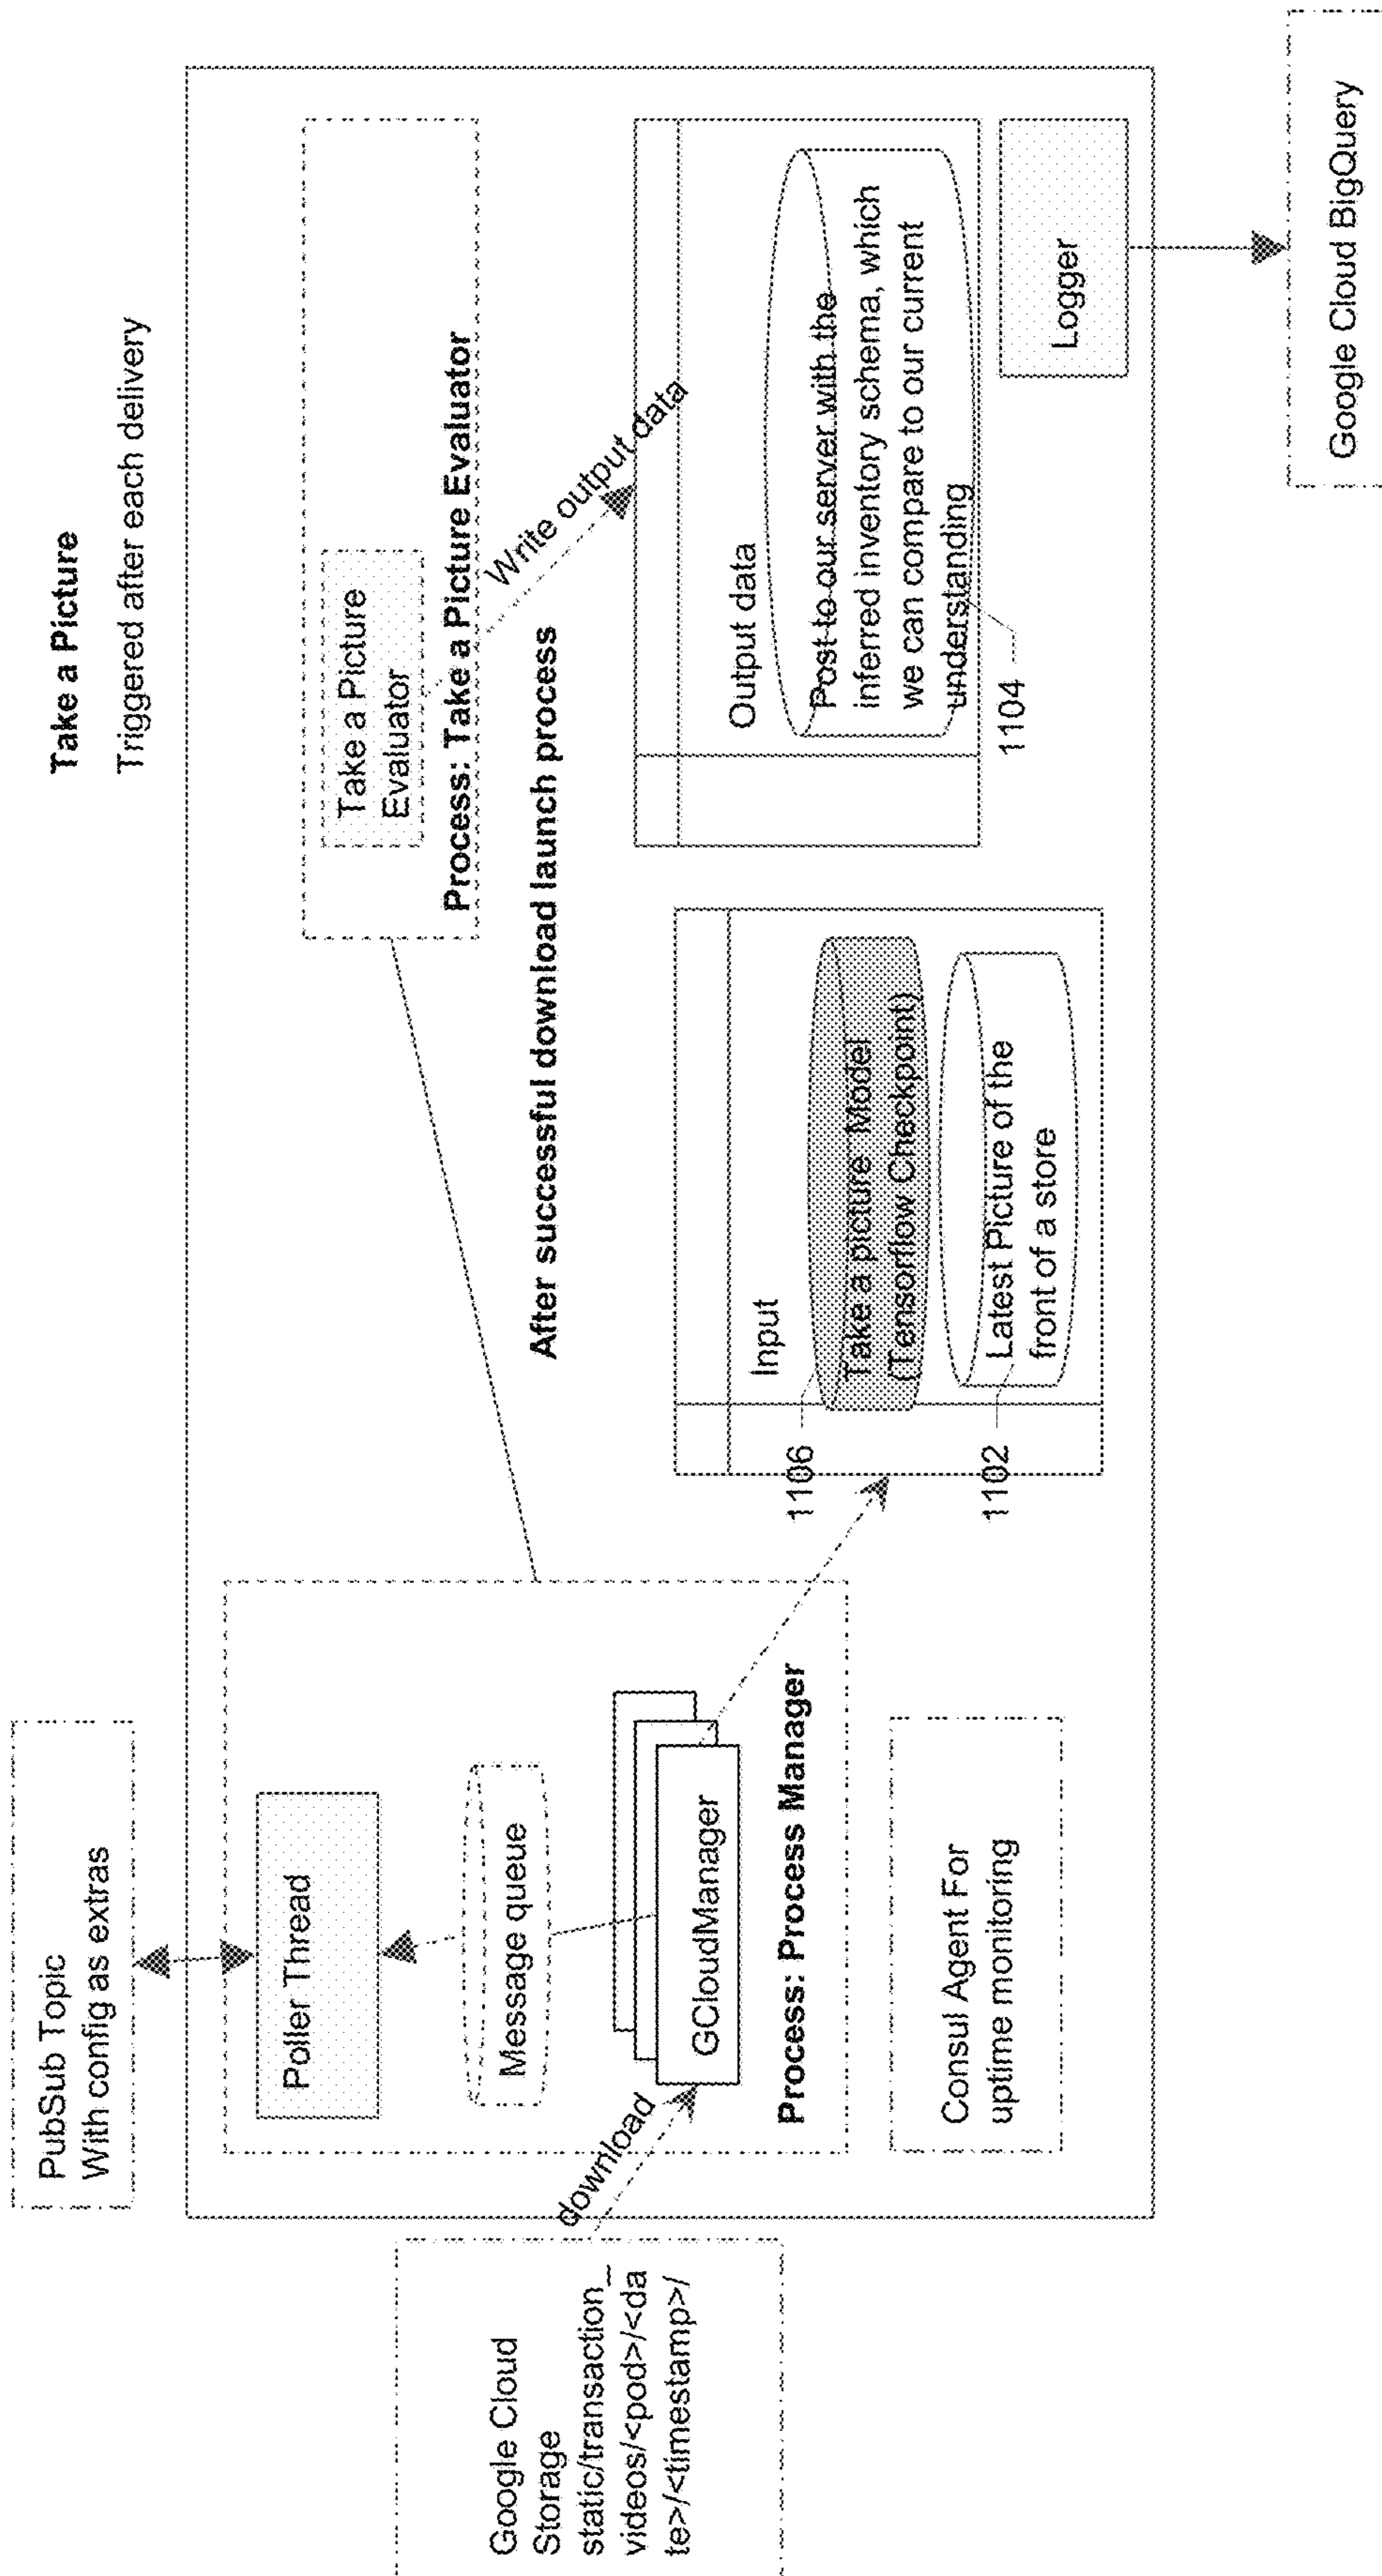 Take a Picture
Triggered after each delivery
PubSub Topic
With config as extras
Google Cloud
Storage
static/transaction_
videos/<pod>/<da
te>/<timestamp>/
download
Poller Thread
Message queue
GCloudManager
Process: Process Manager
Consul Agent For
uptime monitoring
Take a Picture
Evaluator
Process: Take a Picture Evaluator
After successful download launch process
Write output data
Input
Take a picture Model
(Tensorflow Checkpoint)
1106
Latest Picture of the
front of a store
1102
Output data
Post to our server with the
inferred inventory schema, which
we can compare to our current
understanding
1104
Logger
Google Cloud BigQuery